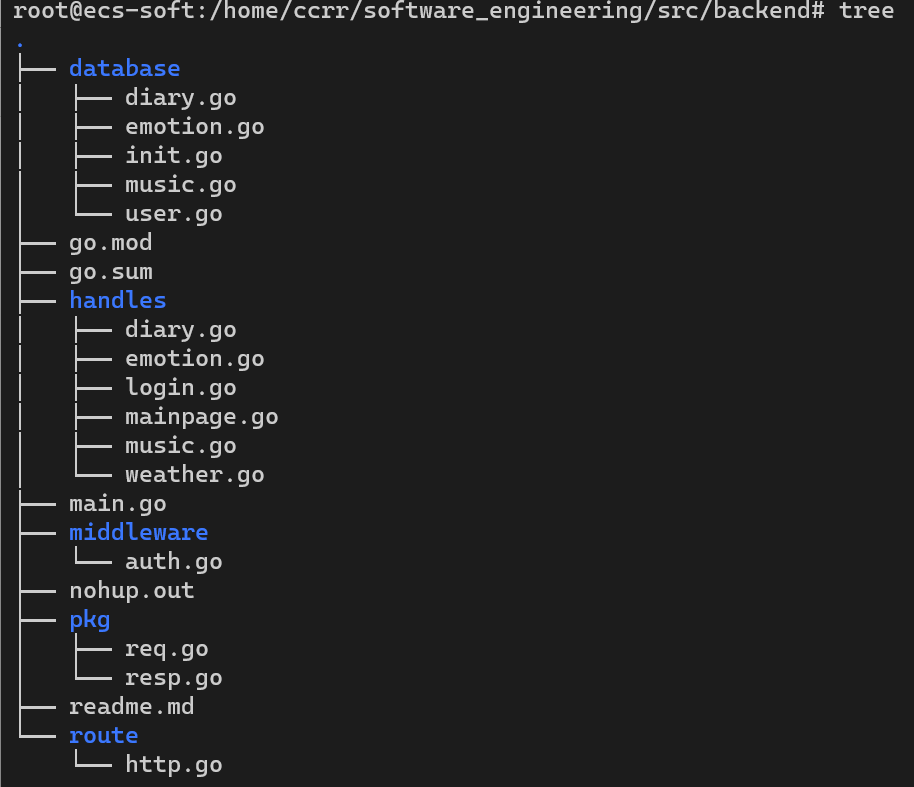 root@ecs-soft:/home/ccrr/software_engineering/src/backend# tree
.
├── database
│   ├── diary.go
│   ├── emotion.go
│   ├── init.go
│   ├── music.go
│   └── user.go
├── go.mod
├── go.sum
├── handles
│   ├── diary.go
│   ├── emotion.go
│   ├── login.go
│   ├── mainpage.go
│   ├── music.go
│   └── weather.go
├── main.go
├── middleware
│   └── auth.go
├── nohup.out
├── pkg
│   ├── req.go
│   └── resp.go
├── readme.md
└── route
    └── http.go